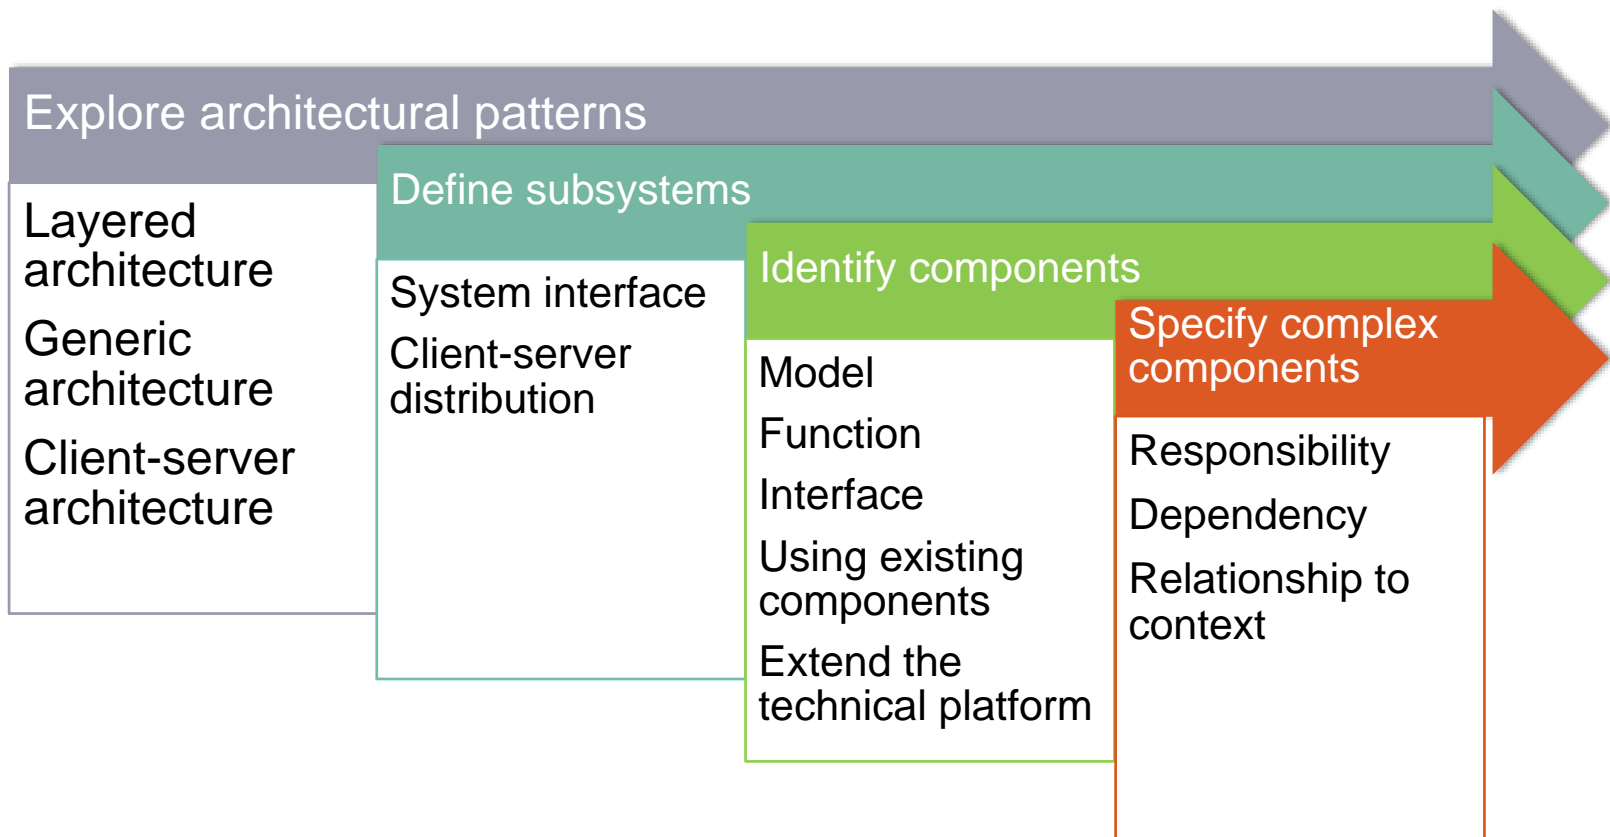 Explore architectural patterns
Layered
architecture
Generic
architecture
Client-server
architecture
Define subsystems
System interface
Client-server
distribution
Identify components
Model
Function
Interface
Using existing
components
Extend the
technical platform
Specify complex
components
Responsibility
Dependency
Relationship to
context